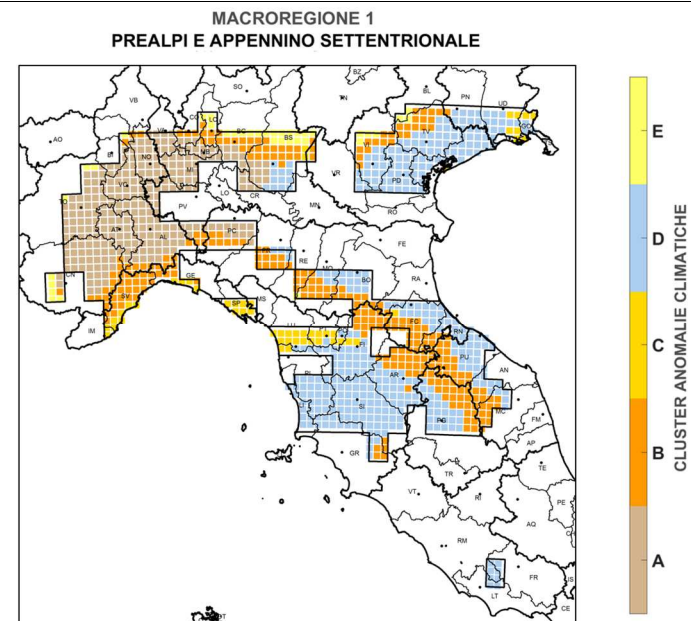 MACROREGIONE 1
PREALPI E APPENNINO SETTENTRIONALE
BZ
SO
BL
PN
UD
VB
TN
CO
LC
AO
BG
BS
TV
GO
BI
VI
NO
MB
MI
VR
VC
LO
CR
PD
TO
PV
MN
RO
AT
AL
PC
FE
RE
MO
CN
GE
BO
RA
SV
SP
MS
IM
FC
RN
FI
PU
AN
AR
SI
MC
PG
FM
GR
AP
TR
TE
VT
RI
PE
AQ
RM
FR
LT
CE
E
D
C
B
A
CLUSTER ANOMALIE CLIMATICHE